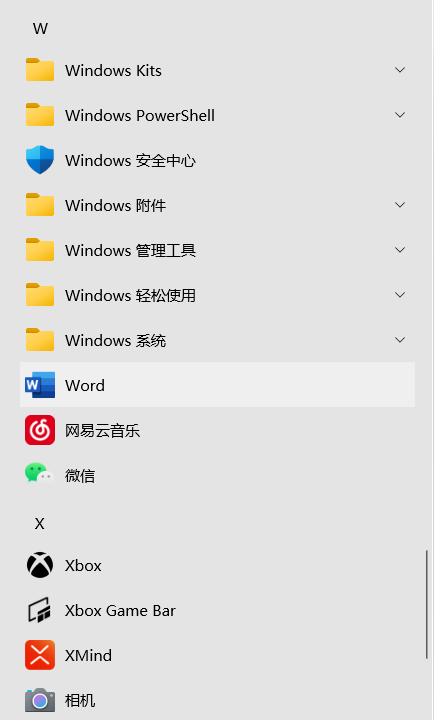 W
Windows Kits
Windows PowerShell
Windows 安全中心
Windows 附件
Windows 管理工具
Windows 轻松使用
Windows 系统
Word
网易云音乐
微信
X
Xbox
Xbox Game Bar
XMind
相机